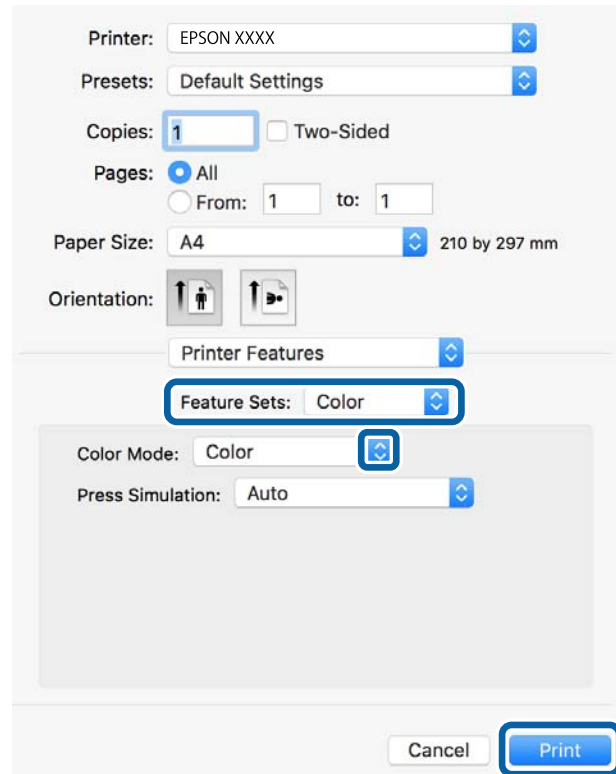 Printer: EPSON XXXX
Presets: Default Settings
Copies: 1 Two-Sided
Pages: All
From: 1 to: 1
Paper Size: A4 210 by 297 mm
Orientation:
Printer Features
Feature Sets: Color
Color Mode: Color
Press Simulation: Auto
Cancel Print